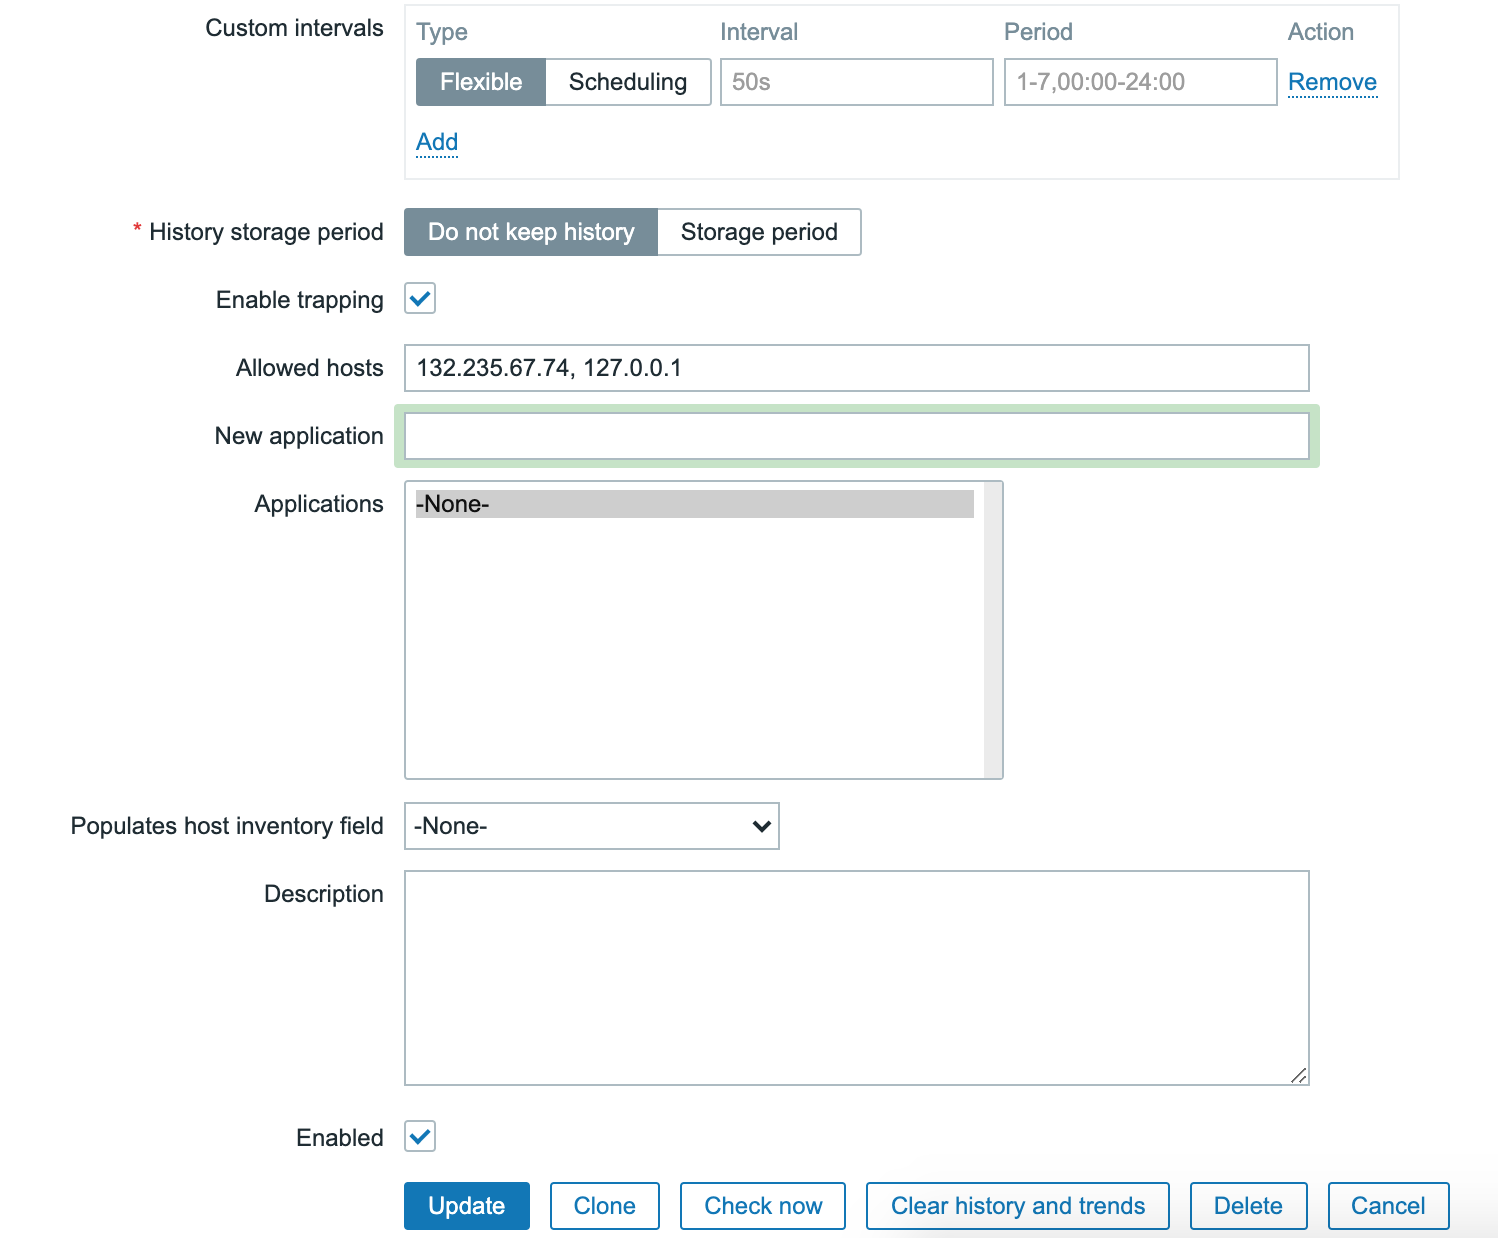 Custom intervals
Type Interval Period Action
Flexible Scheduling 50s 1-7,00:00-24:00 Remove
Add
* History storage period Do not keep history Storage period
Enable trapping
Allowed hosts 132.235.67.74, 127.0.0.1
New application
Applications -None-
Populates host inventory field -None-
Description
Enabled
Update Clone Check now Clear history and trends Delete Cancel